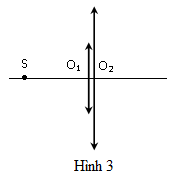 S O₁ O₂
Hình 3